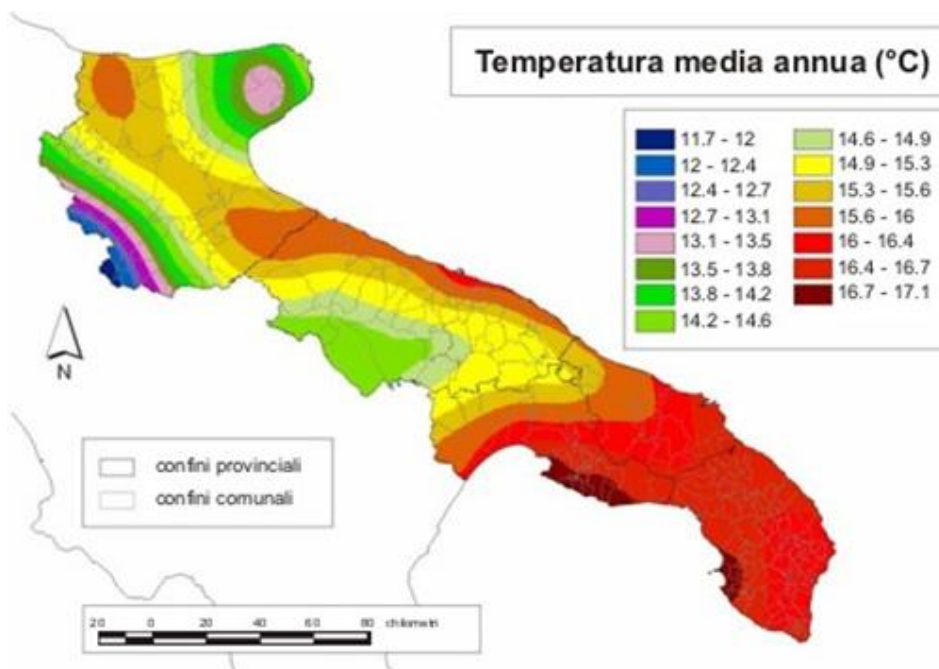 Temperatura media annua (°C)
11.7 - 12
12 - 12.4
12.4 - 12.7
12.7 - 13.1
13.1 - 13.5
13.5 - 13.8
13.8 - 14.2
14.2 - 14.6
14.6 - 14.9
14.9 - 15.3
15.3 - 15.6
15.6 - 16
16 - 16.4
16.4 - 16.7
16.7 - 17.1
N
confini provinciali
confini comunali
20 0 20 40 60 80